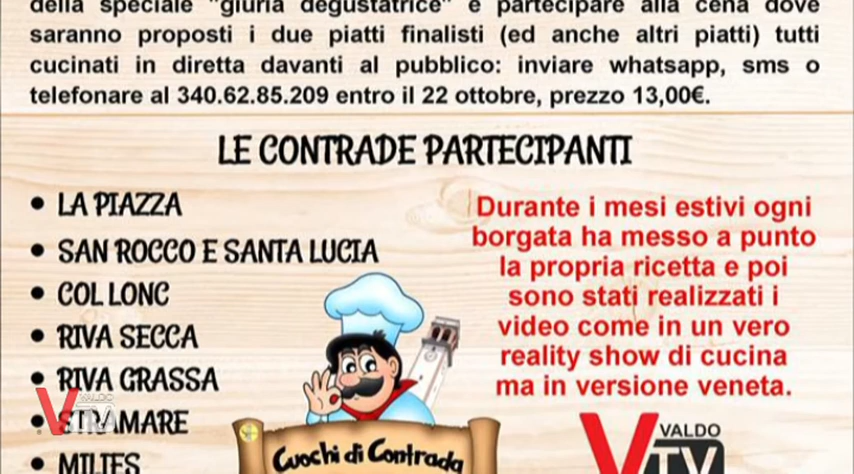 della speciale "giuria degustatrice" e partecipare alla cena dove
saranno proposti i due piatti finalisti (ed anche altri piatti) tutti
cucinati in diretta davanti al pubblico: inviare whatsapp, sms o
telefonare al 340.62.85.209 entro il 22 ottobre, prezzo 13,00€.
LE CONTRADE PARTECIPANTI
• LA PIAZZA
• SAN ROCCO E SANTA LUCIA
• COL LONC
• RIVA SECCA
• RIVA GRASSA
• STRAMARE
• MILIES
Durante i mesi estivi ogni
borgata ha messo a punto
la propria ricetta e poi
sono stati realizzati i
video come in un vero
reality show di cucina
ma in versione veneta.
Cuochi di Contrada
VALDO
VTV
VALDO